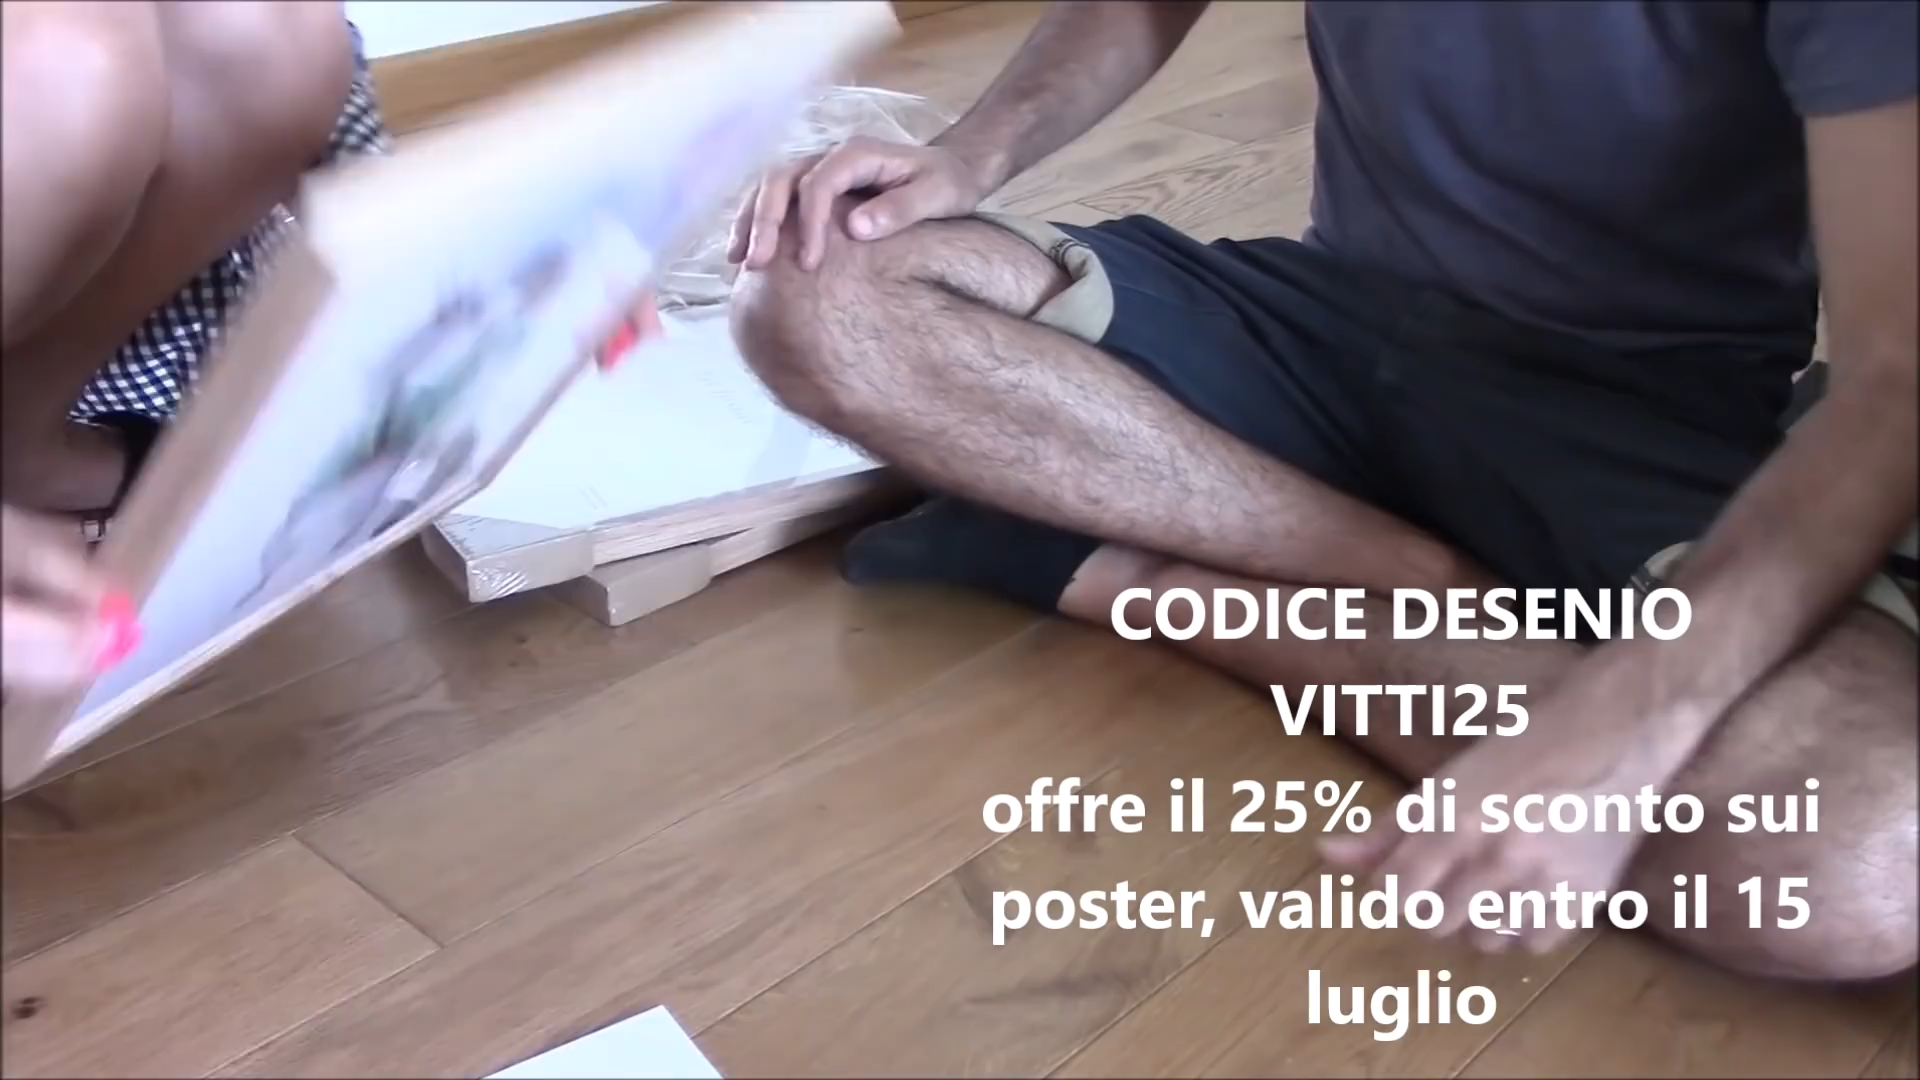 CODICE DESENIO
VITTI25
offre il 25% di sconto sui
poster, valido entro il 15
luglio